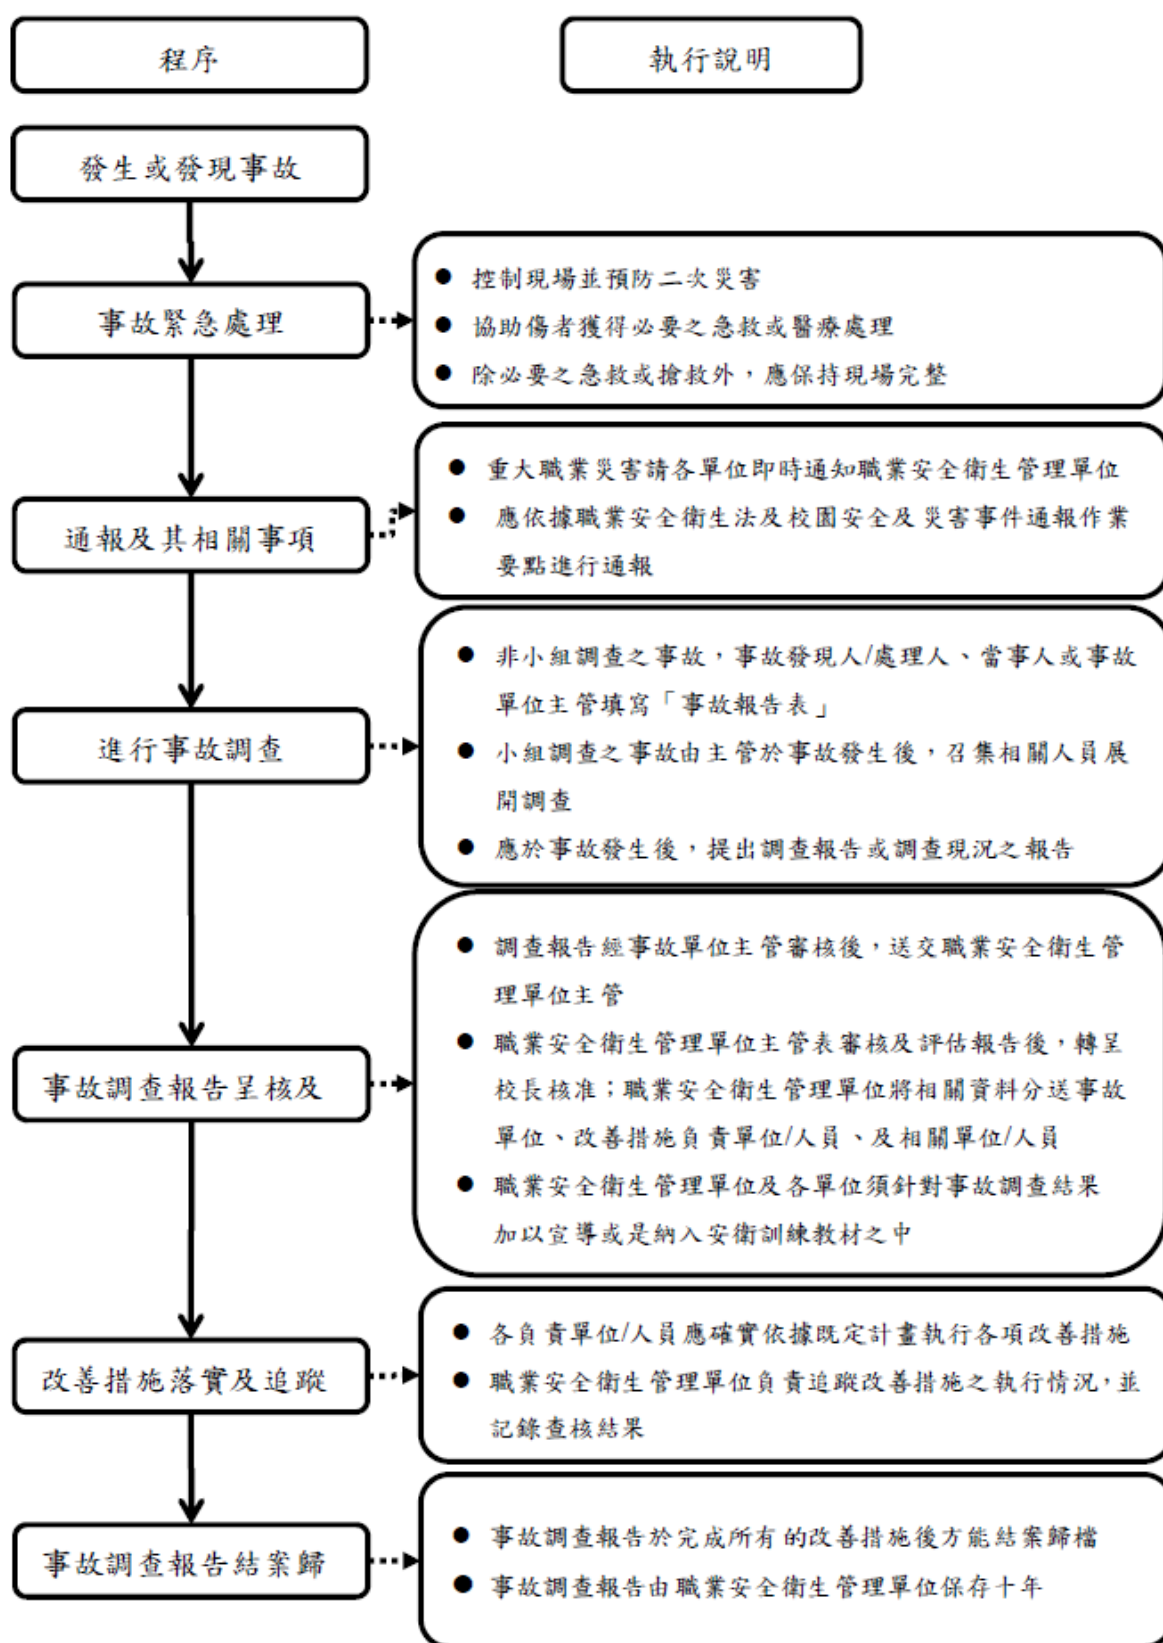 程序
執行說明
發生或發現事故
事故緊急處理
● 控制現場並預防二次災害
● 協助傷者獲得必要之急救或醫療處理
● 除必要之急救或搶救外，應保持現場完整
通報及其相關事項
● 重大職業災害請各單位即時通知職業安全衛生管理單位
● 應依據職業安全衛生法及校園安全及災害事件通報作業
要點進行通報
進行事故調查
● 非小組調查之事故，事故發現人/處理人、當事人或事故
單位主管填寫「事故報告表」
● 小組調查之事故由主管於事故發生後，召集相關人員展
開調查
● 應於事故發生後，提出調查報告或調查現況之報告
事故調查報告呈核及
● 調查報告經事故單位主管審核後，送交職業安全衛生管
理單位主管
● 職業安全衛生管理單位主管表審核及評估報告後，轉呈
校長核准；職業安全衛生管理單位將相關資料分送事故
單位、改善措施負責單位/人員、及相關單位/人員
● 職業安全衛生管理單位及各單位須針對事故調查結果
加以宣導或是納入安衛訓練教材之中
改善措施落實及追蹤
● 各負責單位/人員應確實依據既定計畫執行各項改善措施
● 職業安全衛生管理單位負責追蹤改善措施之執行情況，並
記錄查核結果
事故調查報告結案歸
● 事故調查報告於完成所有的改善措施後方能結案歸檔
● 事故調查報告由職業安全衛生管理單位保存十年